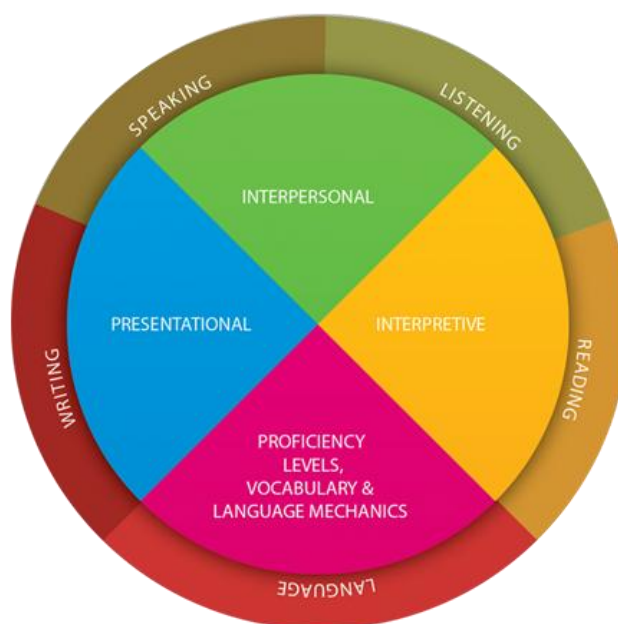 SPEAKING
LISTENING
INTERPERSONAL
PRESENTATIONAL
INTERPRETIVE
WRITING
READING
PROFICIENCY
LEVELS,
VOCABULARY &
LANGUAGE MECHANICS
LANGUAGE